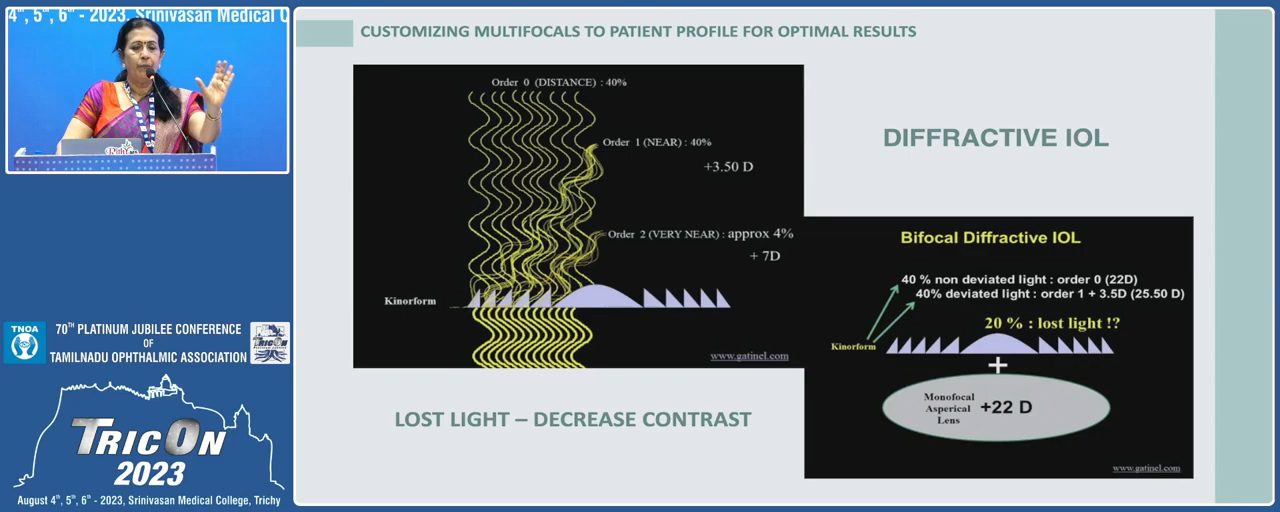 4th, 5th, 6th - 2023, Srinivasan Medical C
TNOA
70TH PLATINUM JUBILEE CONFERENCE
OF
TAMILNADU OPHTHALMIC ASSOCIATION
TRICON
TRICON
2023
August 4th, 5th, 6th - 2023, Srinivasan Medical College, Trichy
CUSTOMIZING MULTIFOCALS TO PATIENT PROFILE FOR OPTIMAL RESULTS
Order 0 (DISTANCE) : 40%
Order 1 (NEAR) : 40%
+3.50 D
Order 2 (VERY NEAR) : approx 4%
+ 7D
Kinorform
www.gatinel.com
LOST LIGHT – DECREASE CONTRAST
DIFFRACTIVE IOL
Bifocal Diffractive IOL
40 % non deviated light : order 0 (22D)
40% deviated light : order 1 + 3.5D (25.50 D)
20 % : lost light !?
Kinorform
+
Monofocal
Asperical
Lens
+22 D
www.gatinel.com